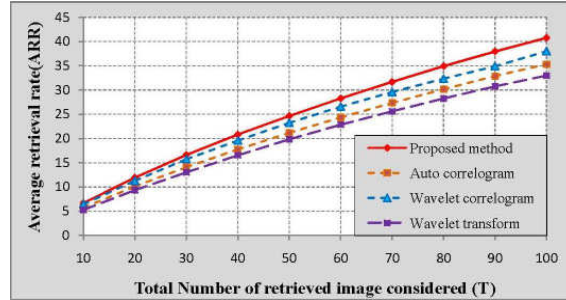 45
40
35
30
25
20
15
10
5
0
Average retrieval rate(ARR)
Proposed method
Auto correlogram
Wavelet correlogram
Wavelet transform
10 20 30 40 50 60 70 80 90 100
Total Number of retrieved image considered (T)